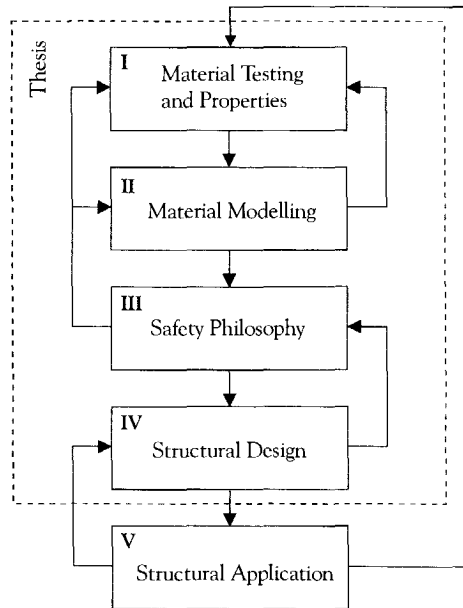 Thesis
I
Material Testing
and Properties
II
Material Modelling
III
Safety Philosophy
IV
Structural Design
V
Structural Application